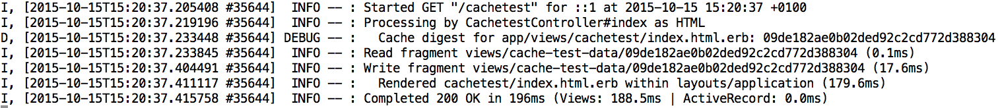 I, [2015-10-15T15:20:37.205408 #35644]  INFO -- : Started GET "/cachetest" for ::1 at 2015-10-15 15:20:37 +0100
I, [2015-10-15T15:20:37.219196 #35644]  INFO -- : Processing by CachetestController#index as HTML
D, [2015-10-15T15:20:37.233448 #35644] DEBUG -- :   Cache digest for app/views/cachetest/index.html.erb: 09de182ae0b02ded92c2cd772d388304
I, [2015-10-15T15:20:37.233845 #35644]  INFO -- : Read fragment views/cache-test-data/09de182ae0b02ded92c2cd772d388304 (0.1ms)
I, [2015-10-15T15:20:37.404491 #35644]  INFO -- : Write fragment views/cache-test-data/09de182ae0b02ded92c2cd772d388304 (17.6ms)
I, [2015-10-15T15:20:37.411117 #35644]  INFO -- :   Rendered cachetest/index.html.erb within layouts/application (179.6ms)
I, [2015-10-15T15:20:37.415758 #35644]  INFO -- : Completed 200 OK in 196ms (Views: 188.5ms | ActiveRecord: 0.0ms)